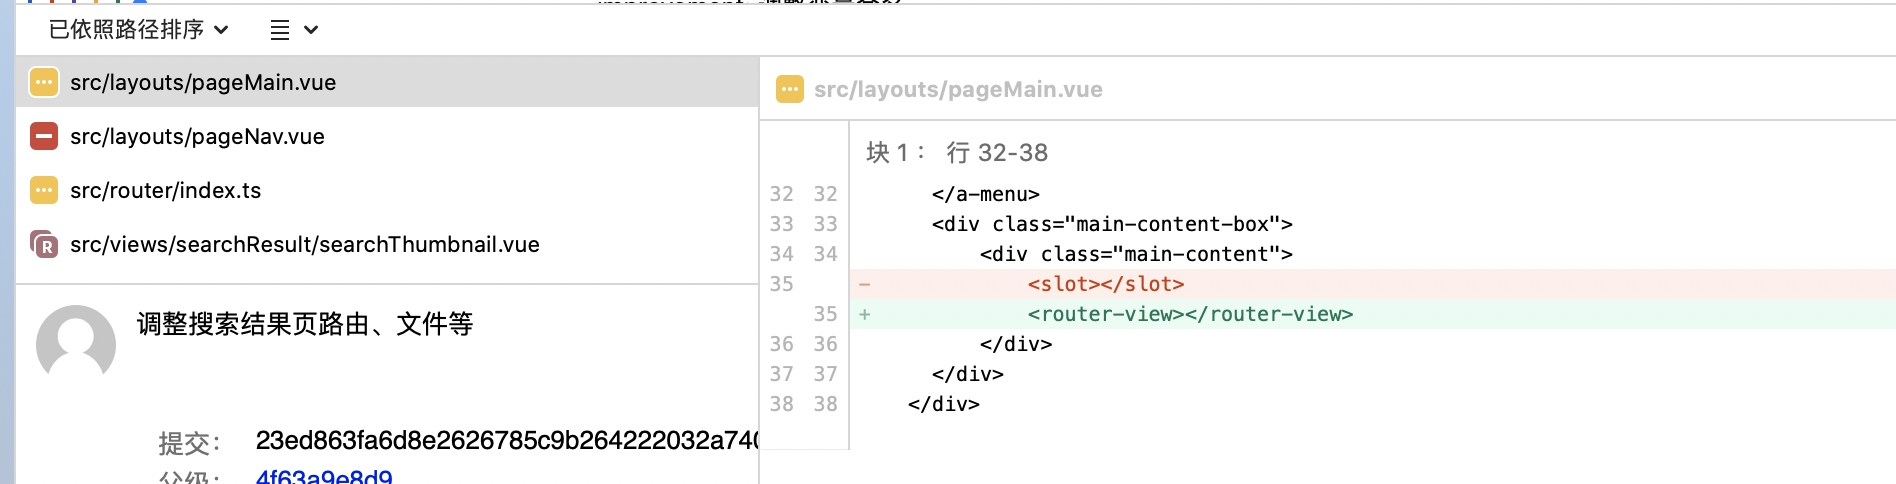 已依照路径排序
src/layouts/pageMain.vue
src/layouts/pageNav.vue
src/router/index.ts
R src/views/searchResult/searchThumbnail.vue
调整搜索结果页路由、文件等
提交： 23ed863fa6d8e2626785c9b264222032a740
父级： 4f63a9e8d9
src/layouts/pageMain.vue
块 1： 行 32-38
32 32 </a-menu>
33 33 <div class="main-content-box">
34 34 <div class="main-content">
35 - <slot></slot>
35 + <router-view></router-view>
36 36 </div>
37 37 </div>
38 38 </div>